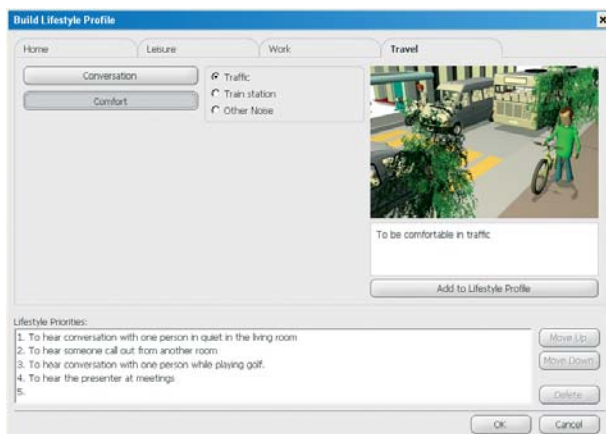 Build Lifestyle Profile
Home
Leisure
Work
Travel
Conversation
Comfort
Traffic
Train station
Other Noise
To be comfortable in traffic
Add to Lifestyle Profile
Lifestyle Priorities:
1. To hear conversation with one person in quiet in the living room
2. To hear someone call out from another room
3. To hear conversation with one person while playing golf.
4. To hear the presenter at meetings
5.
Move Up
Move Down
Delete
OK
Cancel